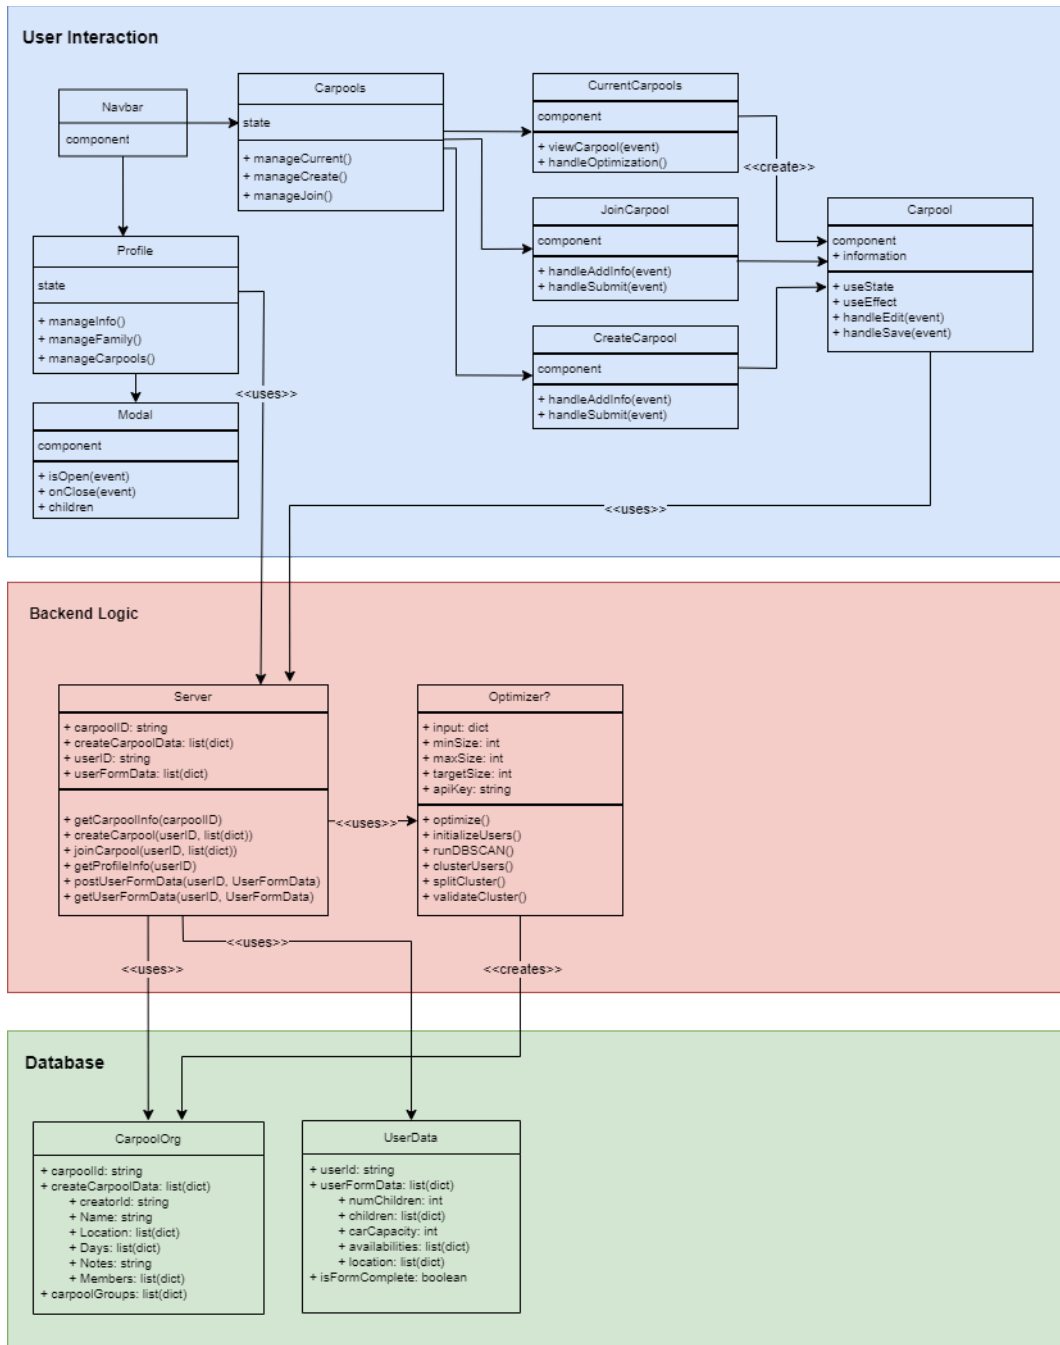 User Interaction
Navbar
component
Carpools
state
+ manageCurrent()
+ manageCreate()
+ manageJoin()
CurrentCarpools
component
+ viewCarpool(event)
+ handleOptimization()
<<create>>
JoinCarpool
component
+ handleAddInfo(event)
+ handleSubmit(event)
Carpool
component
+ information
+ useState
+ useEffect
+ handleEdit(event)
+ handleSave(event)
Profile
state
+ manageInfo()
+ manageFamily()
+ manageCarpools()
CreateCarpool
component
+ handleAddInfo(event)
+ handleSubmit(event)
<<uses>>
Modal
component
+ isOpen(event)
+ onClose(event)
+ children
<<uses>>
Backend Logic
Server
+ carpoolID: string
+ createCarpoolData: list(dict)
+ userID: string
+ userFormData: list(dict)
+ getCarpoolInfo(carpoolID)
+ createCarpool(userID, list(dict))
+ joinCarpool(userID, list(dict))
+ getProfileInfo(userID)
+ postUserFormData(userID, UserFormData)
+ getUserFormData(userID, UserFormData)
<<uses>>
Optimizer?
+ input: dict
+ minSize: int
+ maxSize: int
+ targetSize: int
+ apiKey: string
+ optimize()
+ initializeUsers()
+ runDBSCAN()
+ clusterUsers()
+ splitCluster()
+ validateCluster()
<<uses>>
<<uses>>
<<creates>>
Database
CarpoolOrg
+ carpoolId: string
+ createCarpoolData: list(dict)
+ creatorId: string
+ Name: string
+ Location: list(dict)
+ Days: list(dict)
+ Notes: string
+ Members: list(dict)
+ carpoolGroups: list(dict)
UserData
+ userId: string
+ userFormData: list(dict)
+ numChildren: int
+ children: list(dict)
+ carCapacity: int
+ availabilities: list(dict)
+ location: list(dict)
+ isFormComplete: boolean